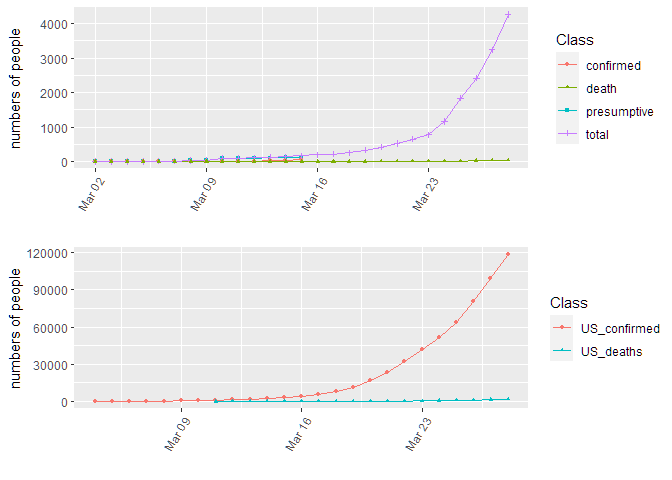 numbers of people
4000
3000
2000
1000
0
Mar 02
Mar 09
Mar 16
Mar 23
Class
confirmed
death
presumptive
total
numbers of people
120000
90000
60000
30000
0
Mar 09
Mar 16
Mar 23
Class
US_confirmed
US_deaths